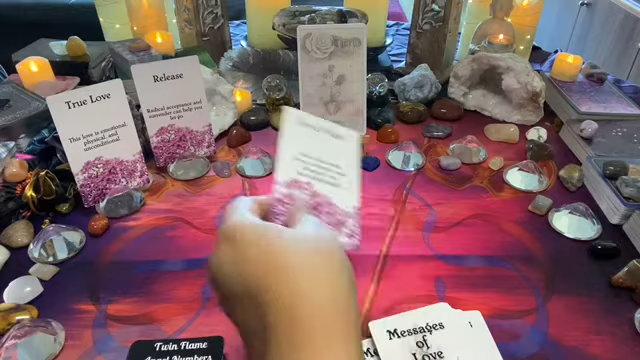 True Love
This love is emotional,
physical, and
unconditional.
Release
Radical acceptance and
surrender can help you
let go
Twin Flame
Angel Numbers
Messages
of
Love